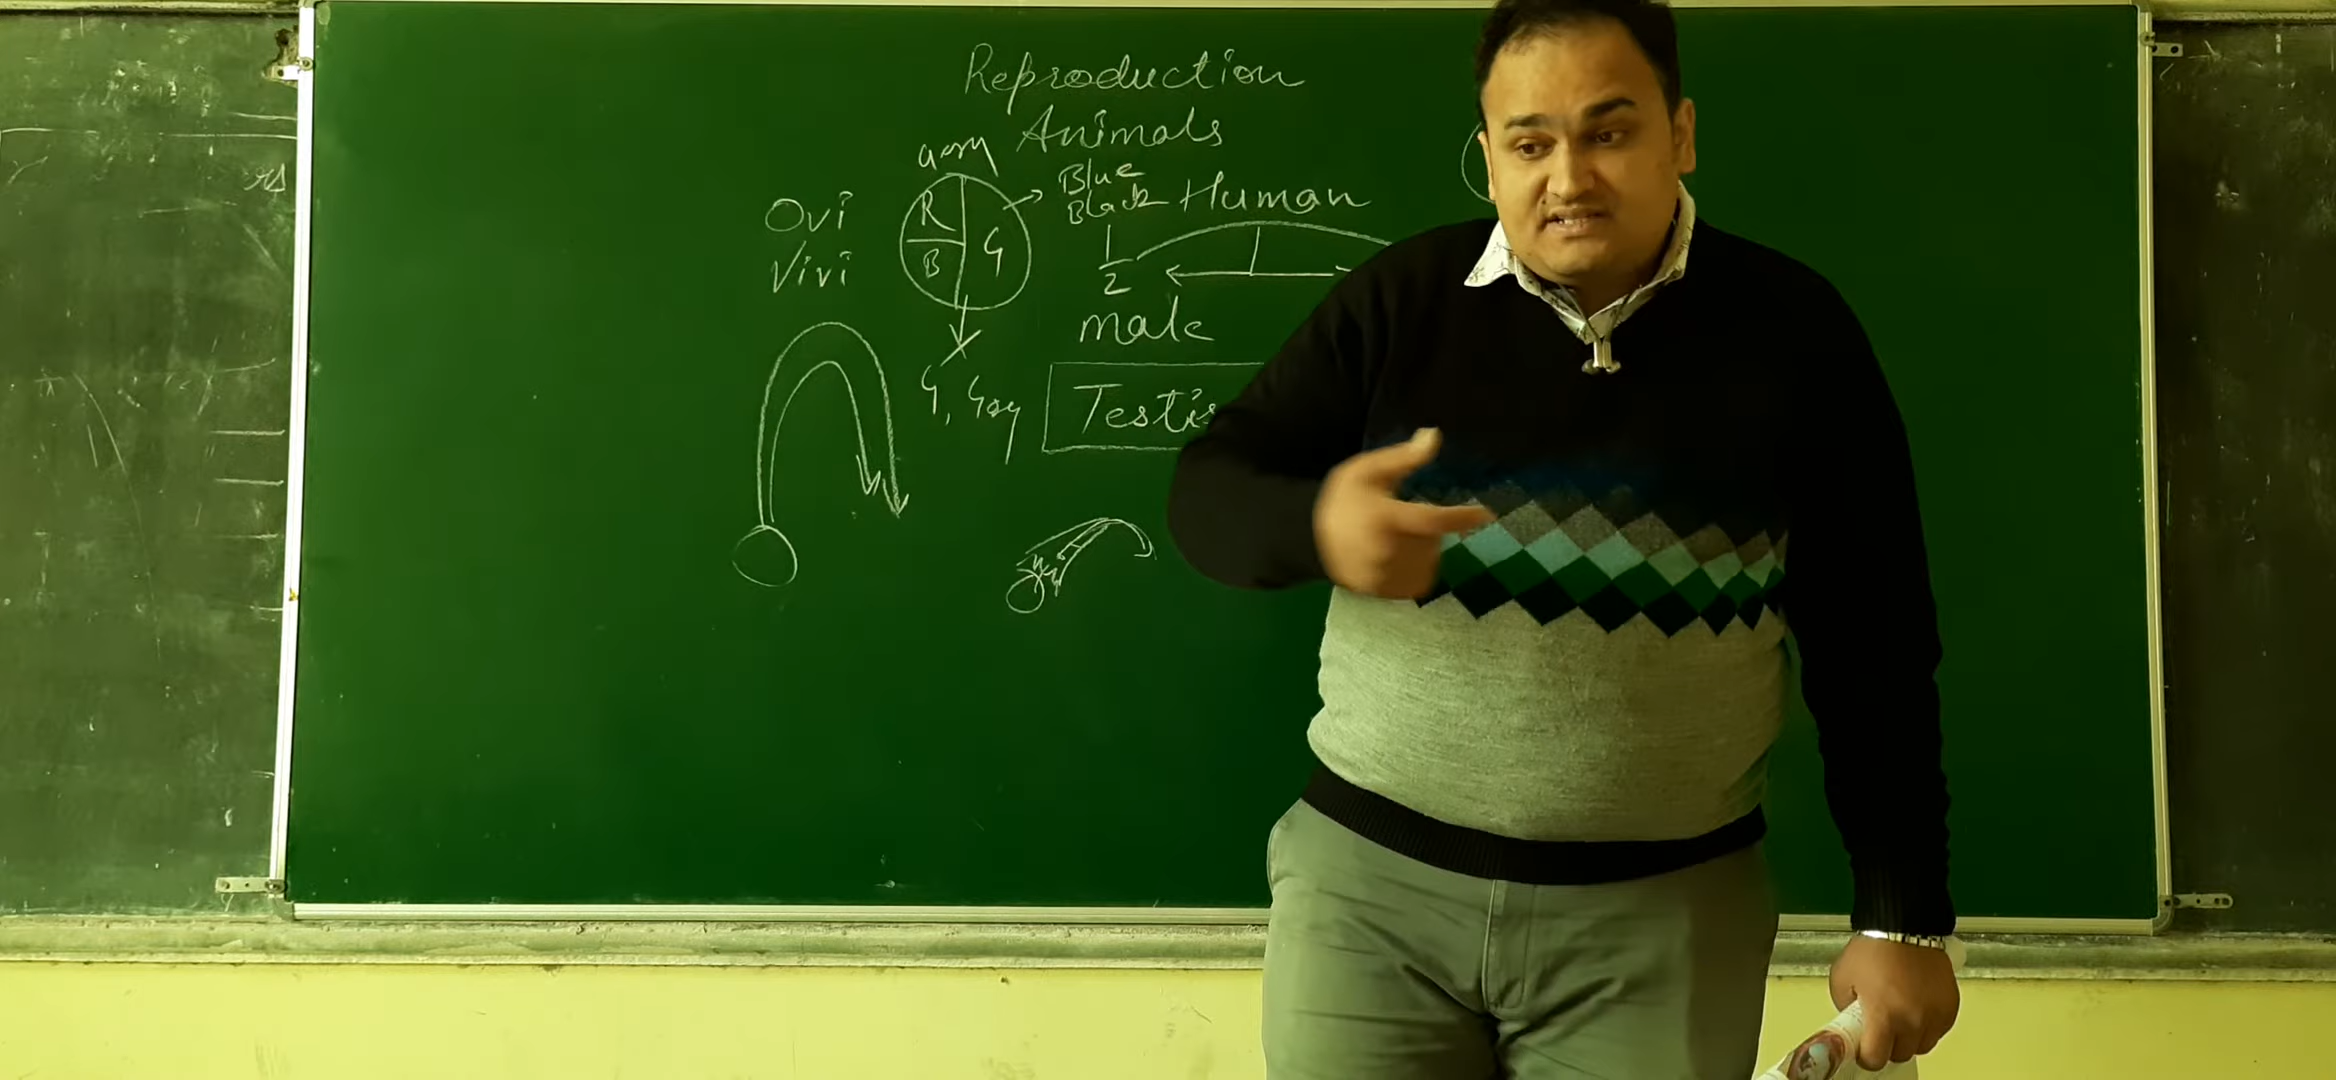 Reproduction
Animals
Blue
Black
Human
Ovi
Vivi
R
B
G
1
2
male
Testis